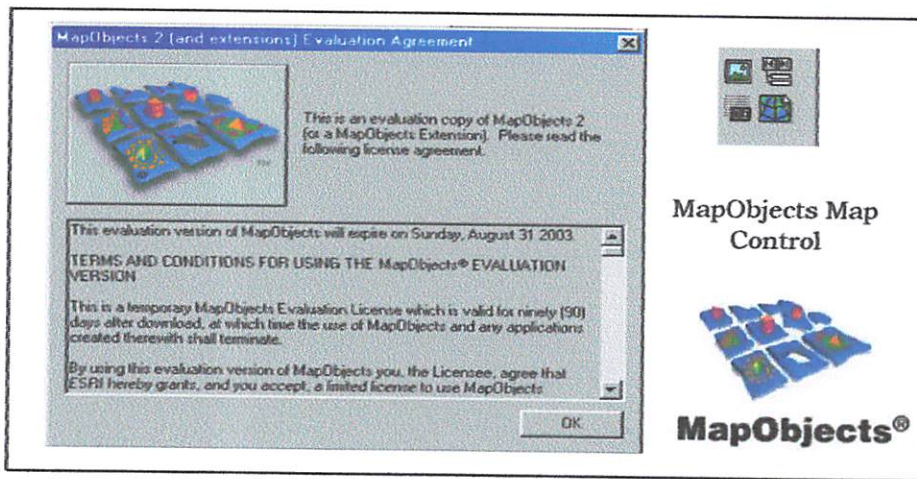 MapObjects 2 (and extensions) Evaluation Agreement
This is an evaluation copy of MapObjects 2
(or a MapObjects Extension). Please read the
following license agreement.
TM
This evaluation version of MapObjects will expire on Sunday, August 31 2003.
TERMS AND CONDITIONS FOR USING THE MapObjects® EVALUATION
VERSION
This is a temporary MapObjects Evaluation License which is valid for ninety (90)
days after download, at which time the use of MapObjects and any applications
created therewith shall terminate.
By using this evaluation version of MapObjects you, the Licensee, agree that
ESRI hereby grants, and you accept, a limited license to use MapObjects
OK
MapObjects Map
Control
MapObjects®